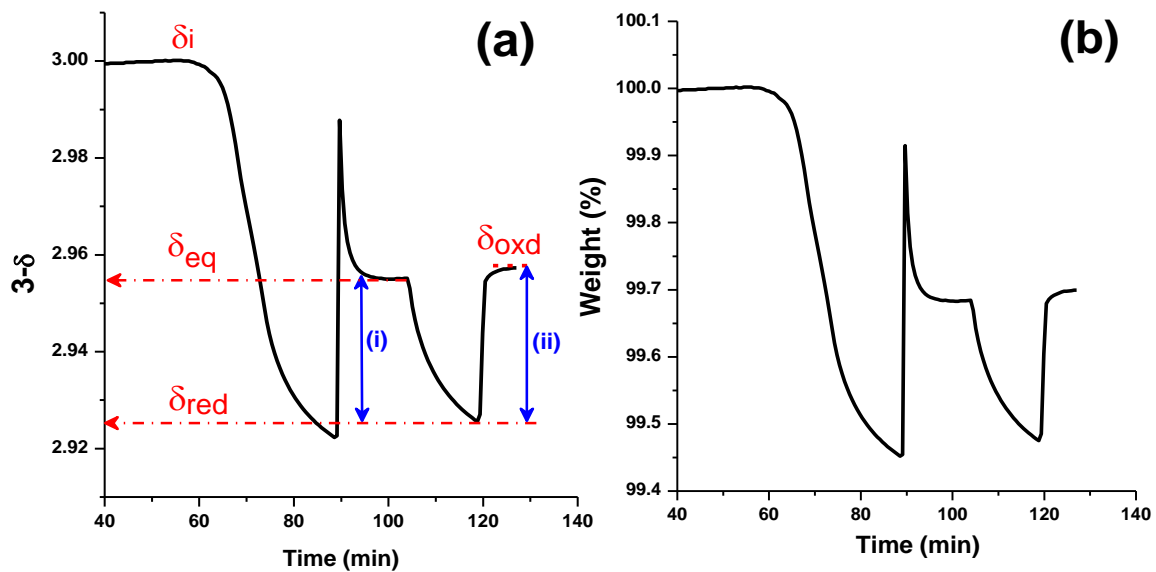 (a)
δi
3.00
2.98
2.96
2.94
2.92
3-δ
δeq
δoxd
δred
(i)
(ii)
40 60 80 100 120 140
Time (min)
(b)
100.1
100.0
99.9
99.8
99.7
99.6
99.5
99.4
Weight (%)
40 60 80 100 120 140
Time (min)